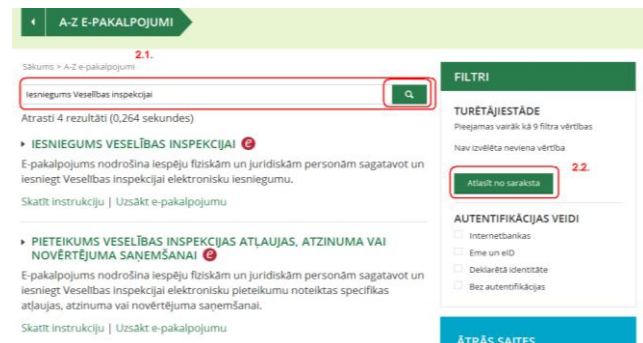 A-Z E-PAKALPOJUMI
2.1.
Sākums > A-Z e-pakalpojumi
Iesniegums Veselības inspekcijai
Atrasti 4 rezultāti (0,264 sekundes)
IESNIEGUMS VESELĪBAS INSPEKCIJAI
E-pakalpojums nodrošina iespēju fiziskām un juridiskām personām sagatavot un
iesniegt Veselības inspekcijai elektronisku iesniegumu.
Skatīt instrukciju | Uzsākt e-pakalpojumu
PIETEIKUMS VESELĪBAS INSPEKCIJAS ATĻAUJAS, ATZINUMA VAI
NOVĒRTĒJUMA SAŅEMŠANAI
E-pakalpojums nodrošina iespēju fiziskām un juridiskām personām sagatavot un
iesniegt Veselības inspekcijai elektronisku pieteikumu noteiktas specifikas
atļaujas, atzinuma vai novērtējuma saņemšanai.
Skatīt instrukciju | Uzsākt e-pakalpojumu
FILTRI
TURĒTĀJIESTĀDE
Pieejamas vairāk kā 9 filtra vērtības
Nav izvēlēta neviena vērtība
2.2.
Atlasīt no saraksta
AUTENTIFIKĀCIJAS VEIDI
Internetbankas
Eme un eID
Deklarētā identitāte
Bez autentifikācijas
ĀTRĀS SAITES